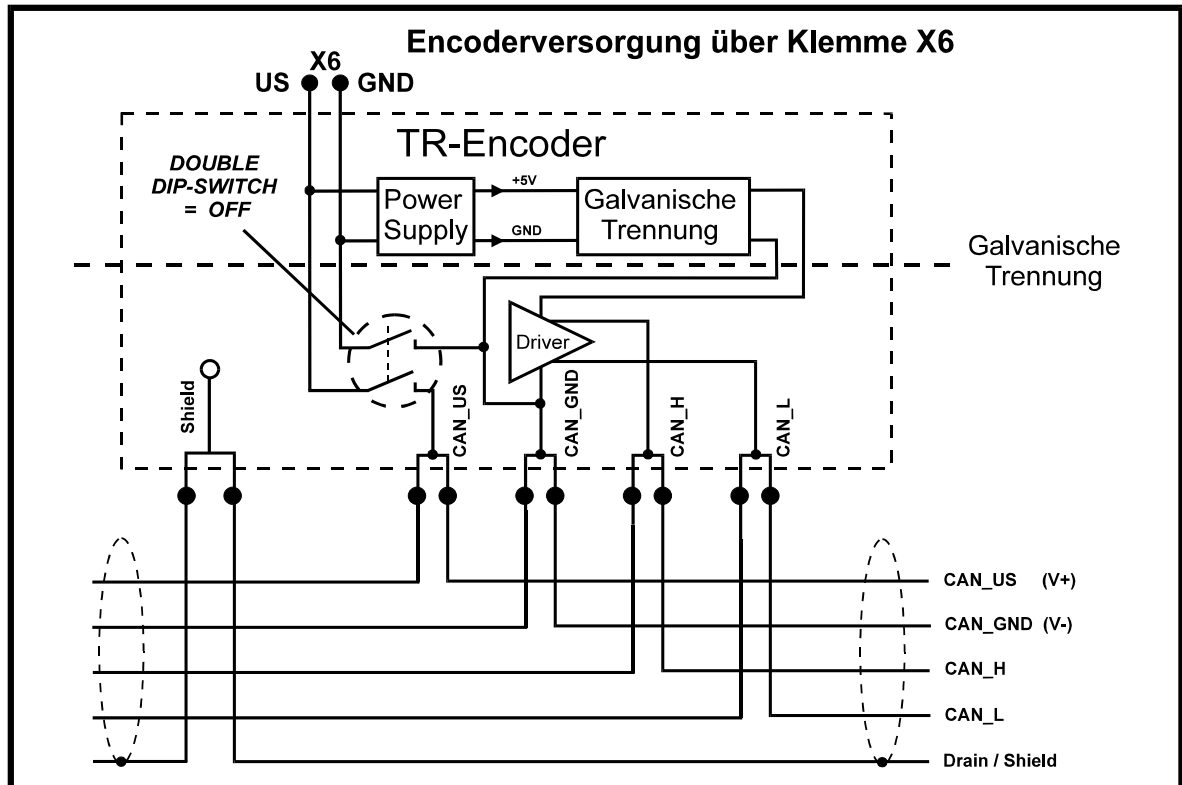 Encoderversorgung über Klemme X6
X6
US
GND
TR-Encoder
DOUBLE
DIP-SWITCH
= OFF
Power
Supply
+5V
GND
Galvanische
Trennung
Galvanische
Trennung
Driver
Shield
CAN_US
CAN_GND
CAN_H
CAN_L
CAN_US (V+)
CAN_GND (V-)
CAN_H
CAN_L
Drain / Shield